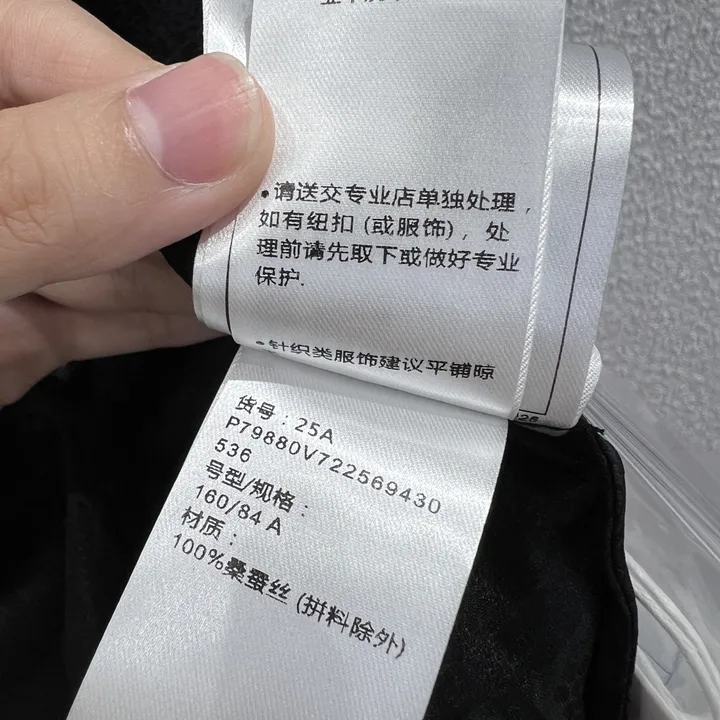 • 请送交专业店单独处理,
如有纽扣 (或服饰), 处
理前请先取下或做好专业
保护.
• 针织类服饰建议平铺晾
货号: 25A
P79880V722569430
536
号型/规格:
160/84 A
材质:
100%桑蚕丝 (拼料除外)